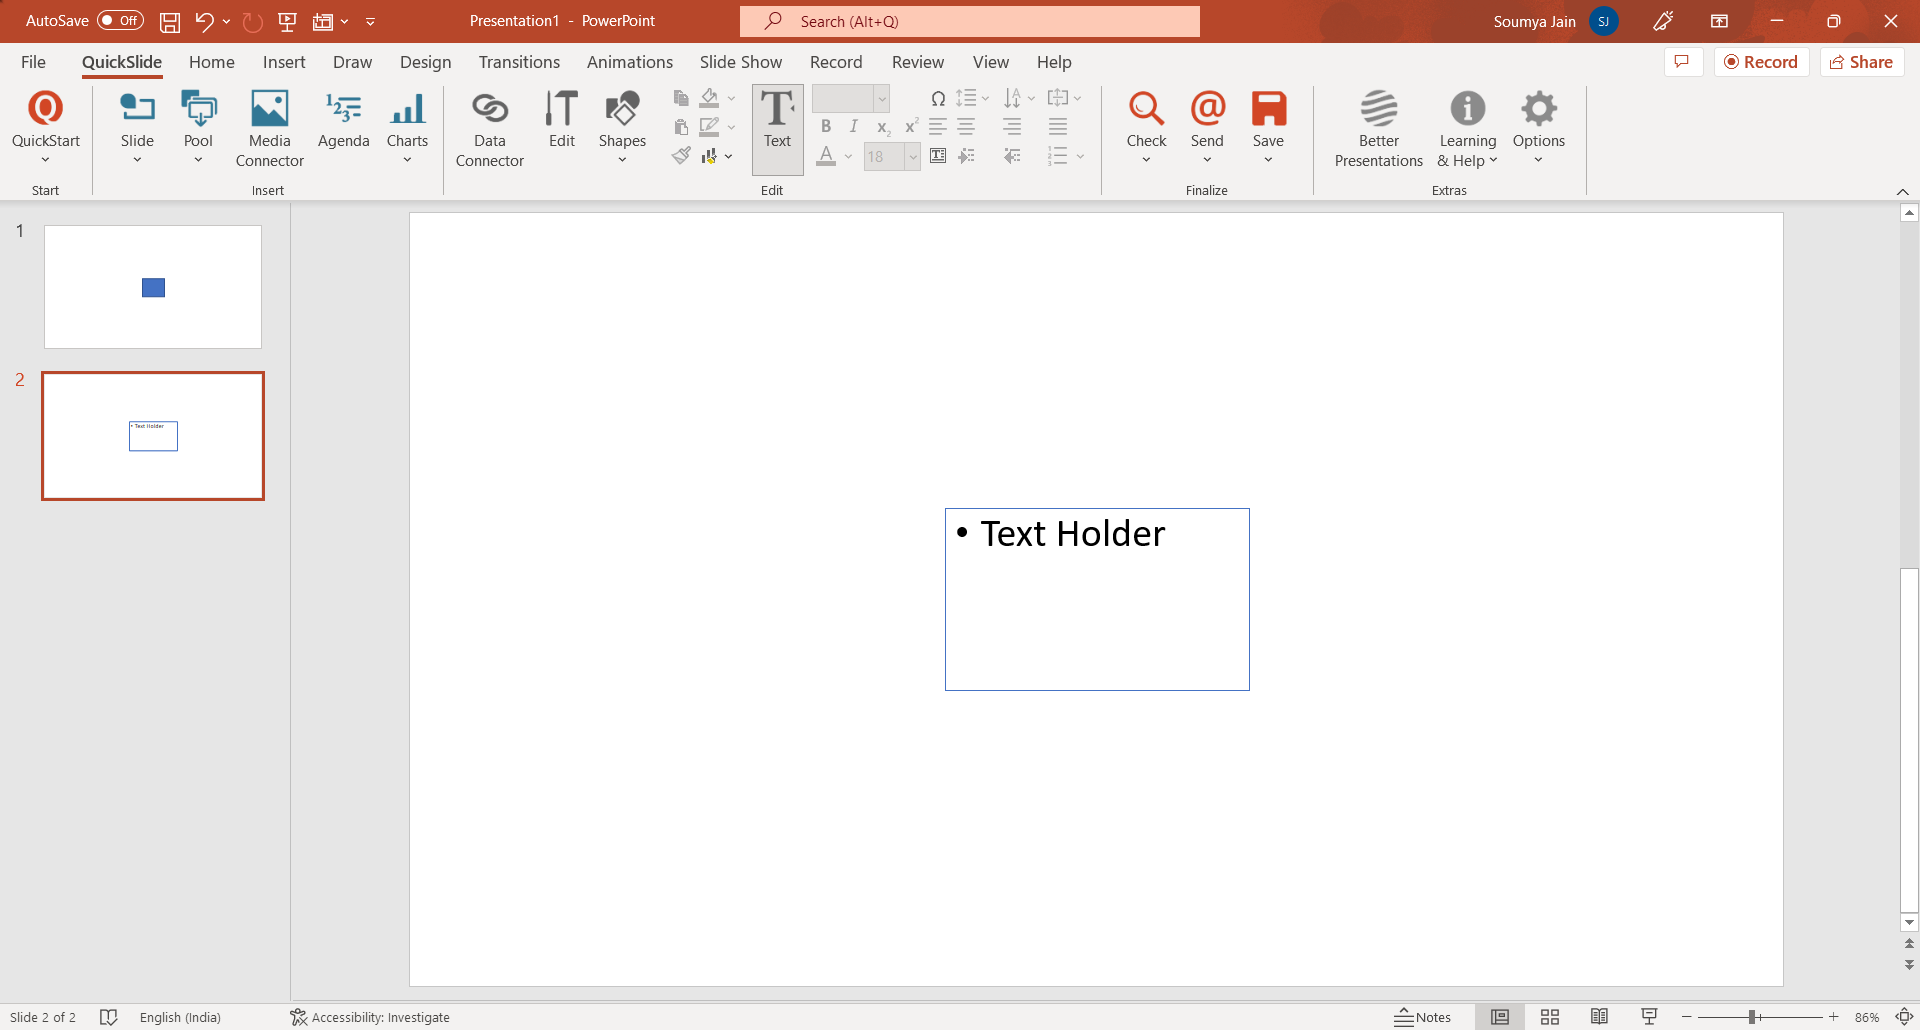 AutoSave Off Presentation1 - PowerPoint Search (Alt+Q) Soumya Jain SJ
File QuickSlide Home Insert Draw Design Transitions Animations Slide Show Record Review View Help Record Share
QuickStart Slide Pool Media Connector Agenda Charts Data Connector Edit Shapes Text Check Send Save Better Presentations Learning & Help Options
B I x₂ x² A 18
Start Insert Edit Finalize Extras
1
2
• Text Holder
• Text Holder
Slide 2 of 2 English (India) Accessibility: Investigate Notes 86%